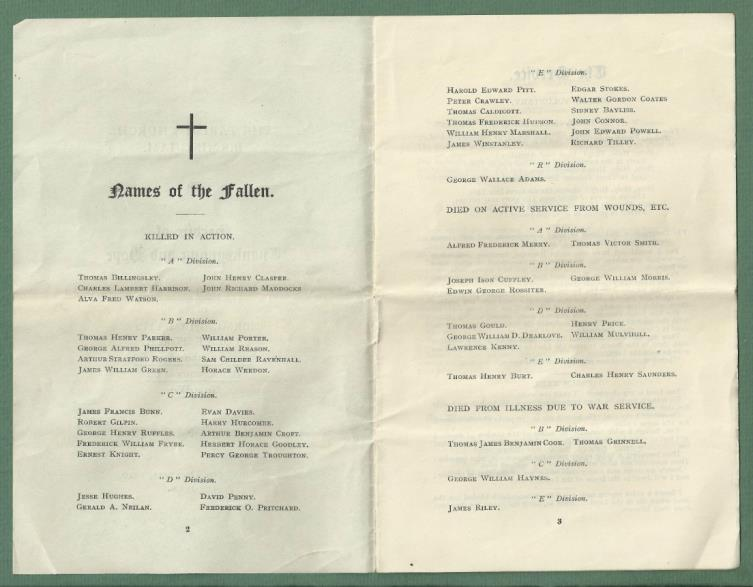 Names of the Fallen.
KILLED IN ACTION.
"A" Division.
THOMAS BILLINGSLEY. JOHN HENRY CLASPER.
CHARLES LAMBERT HARRISON. JOHN RICHARD MADDOCKS
ALVA FRED WATSON.
"B" Division.
THOMAS HENRY PARKER. WILLIAM PORTER.
GEORGE ALFRED PHILLPOTT. WILLIAM REASON.
ARTHUR STRATFORD ROGERS. SAM CHILDER RAVENHALL.
JAMES WILLIAM GREEN. HORACE WEEDON.
"C" Division.
JAMES FRANCIS BUNN. EVAN DAVIES.
ROBERT GILPIN. HARRY HURCOMBE.
GEORGE HENRY RUFFLES. ARTHUR BENJAMIN CROFT.
FREDERICK WILLIAM FRYER. HERBERT HORACE GOODLEY.
ERNEST KNIGHT. PERCY GEORGE TROUGHTON.
"D" Division.
JESSE HUGHES. DAVID PENNY.
GERALD A. NEILAN. FREDERICK O. PRITCHARD.
2
"E" Division.
HAROLD EDWARD PITT. EDGAR STOKES.
PETER CRAWLEY. WALTER GORDON COATES
THOMAS CALDICOTT. SIDNEY BAYLISS.
THOMAS FREDERICK HUDSON. JOHN CONNOR.
WILLIAM HENRY MARSHALL. JOHN EDWARD POWELL.
JAMES WINSTANLEY. RICHARD TILLEY.
"R" Division.
GEORGE WALLACE ADAMS.
DIED ON ACTIVE SERVICE FROM WOUNDS, ETC.
"A" Division.
ALFRED FREDERICK MERRY. THOMAS VICTOR SMITH.
"B" Division.
JOSEPH ISON CUFFLEY. GEORGE WILLIAM MORRIS.
EDWIN GEORGE ROSSITER.
"D" Division.
THOMAS GOULD. HENRY PRICE.
GEORGE WILLIAM D. DEARLOVE. WILLIAM MULVIHILL.
LAWRENCE KENNY.
"E" Division.
THOMAS HENRY BURT. CHARLES HENRY SAUNDERS.
DIED FROM ILLNESS DUE TO WAR SERVICE.
"B" Division.
THOMAS JAMES BENJAMIN COOK. THOMAS GRINNELL.
"C" Division.
GEORGE WILLIAM HAYNES.
"E" Division.
JAMES RILEY.
3